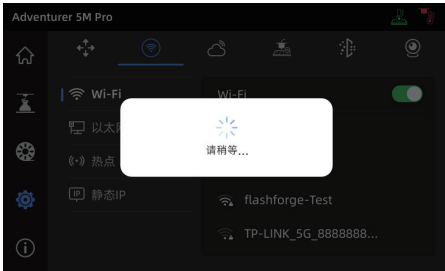 Adventurer 5M Pro
Wi-Fi
Wi-Fi
以太
请稍等...
热点
IP 静态IP
flashforge-Test
TP-LINK_5G_8888888...